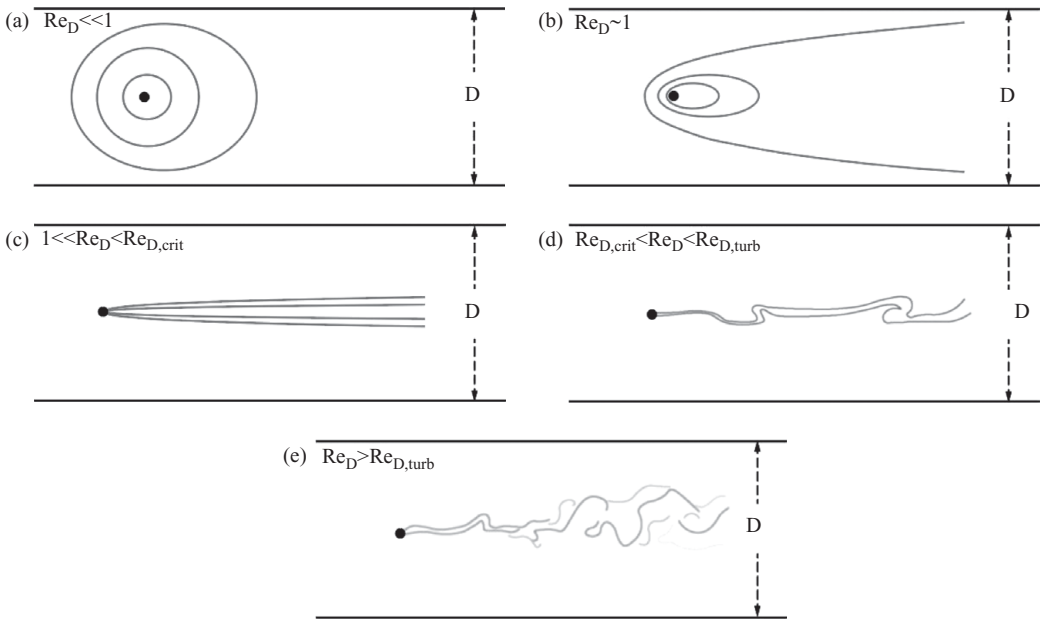 (a) Re_D<<1
D
(b) Re_D~1
D
(c) 1<<Re_D<Re_D,crit
D
(d) Re_D,crit<Re_D<Re_D,turb
D
(e) Re_D>Re_D,turb
D